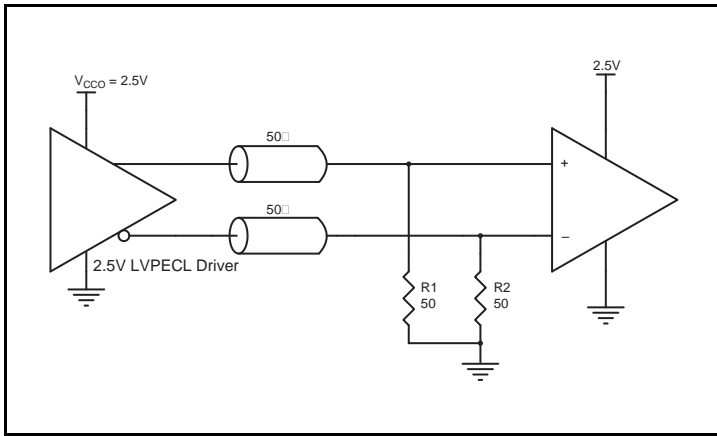 V_CCO = 2.5V
2.5V
50□
+
50□
–
2.5V LVPECL Driver
R1
50
R2
50